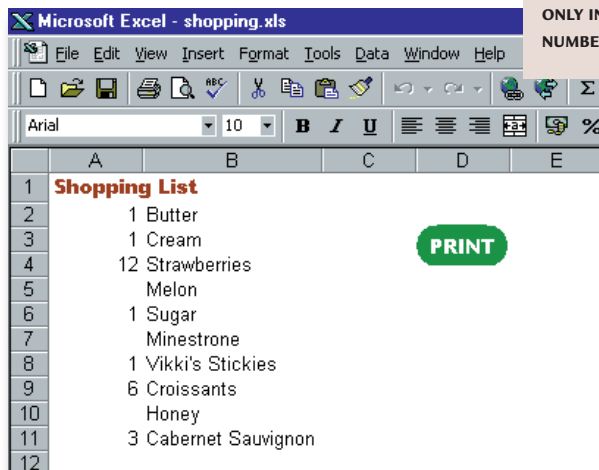 Microsoft Excel - shopping.xls
ONLY IN
NUMBE
File Edit View Insert Format Tools Data Window Help
ABC
Σ
Arial 10 B I U %
A B C D E
1 Shopping List
2 1 Butter
3 1 Cream
PRINT
4 12 Strawberries
5 Melon
6 1 Sugar
7 Minestrone
8 1 Vikki's Stickies
9 6 Croissants
10 Honey
11 3 Cabernet Sauvignon
12